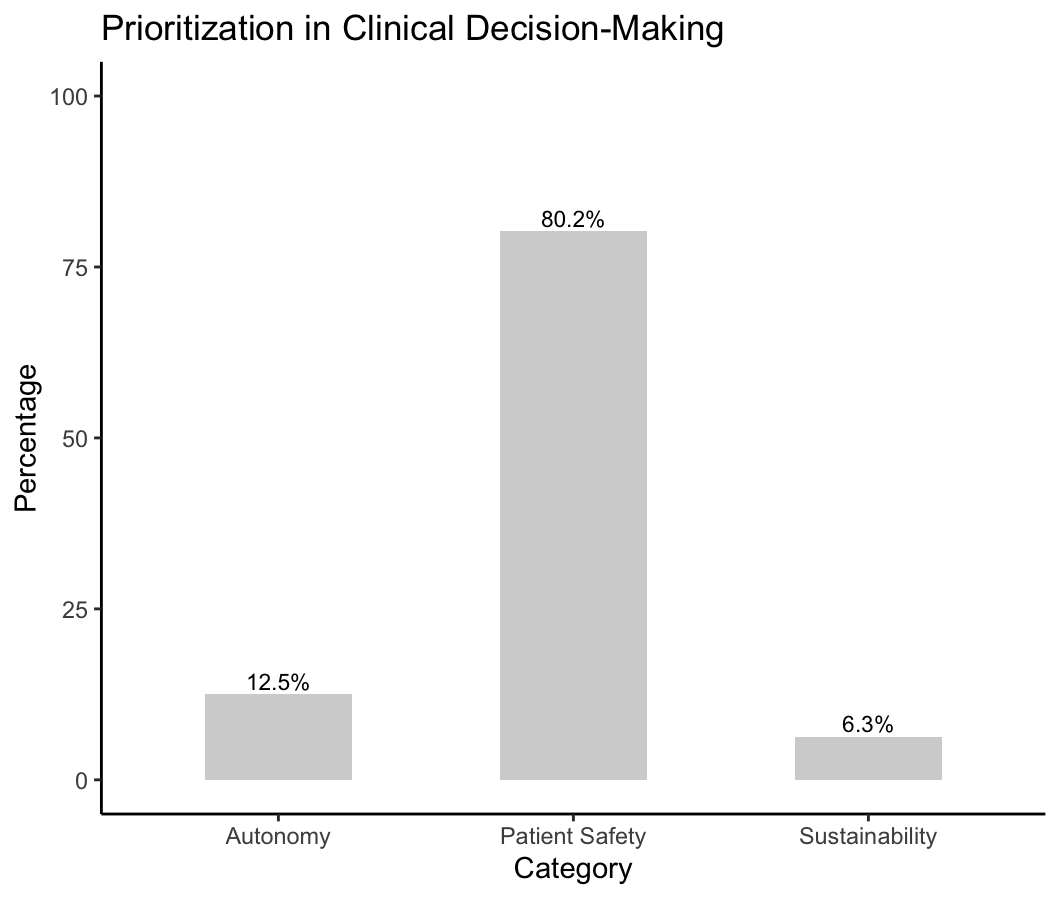 Prioritization in Clinical Decision-Making
100
75
50
25
0
Percentage
12.5%
80.2%
6.3%
Autonomy
Patient Safety
Sustainability
Category